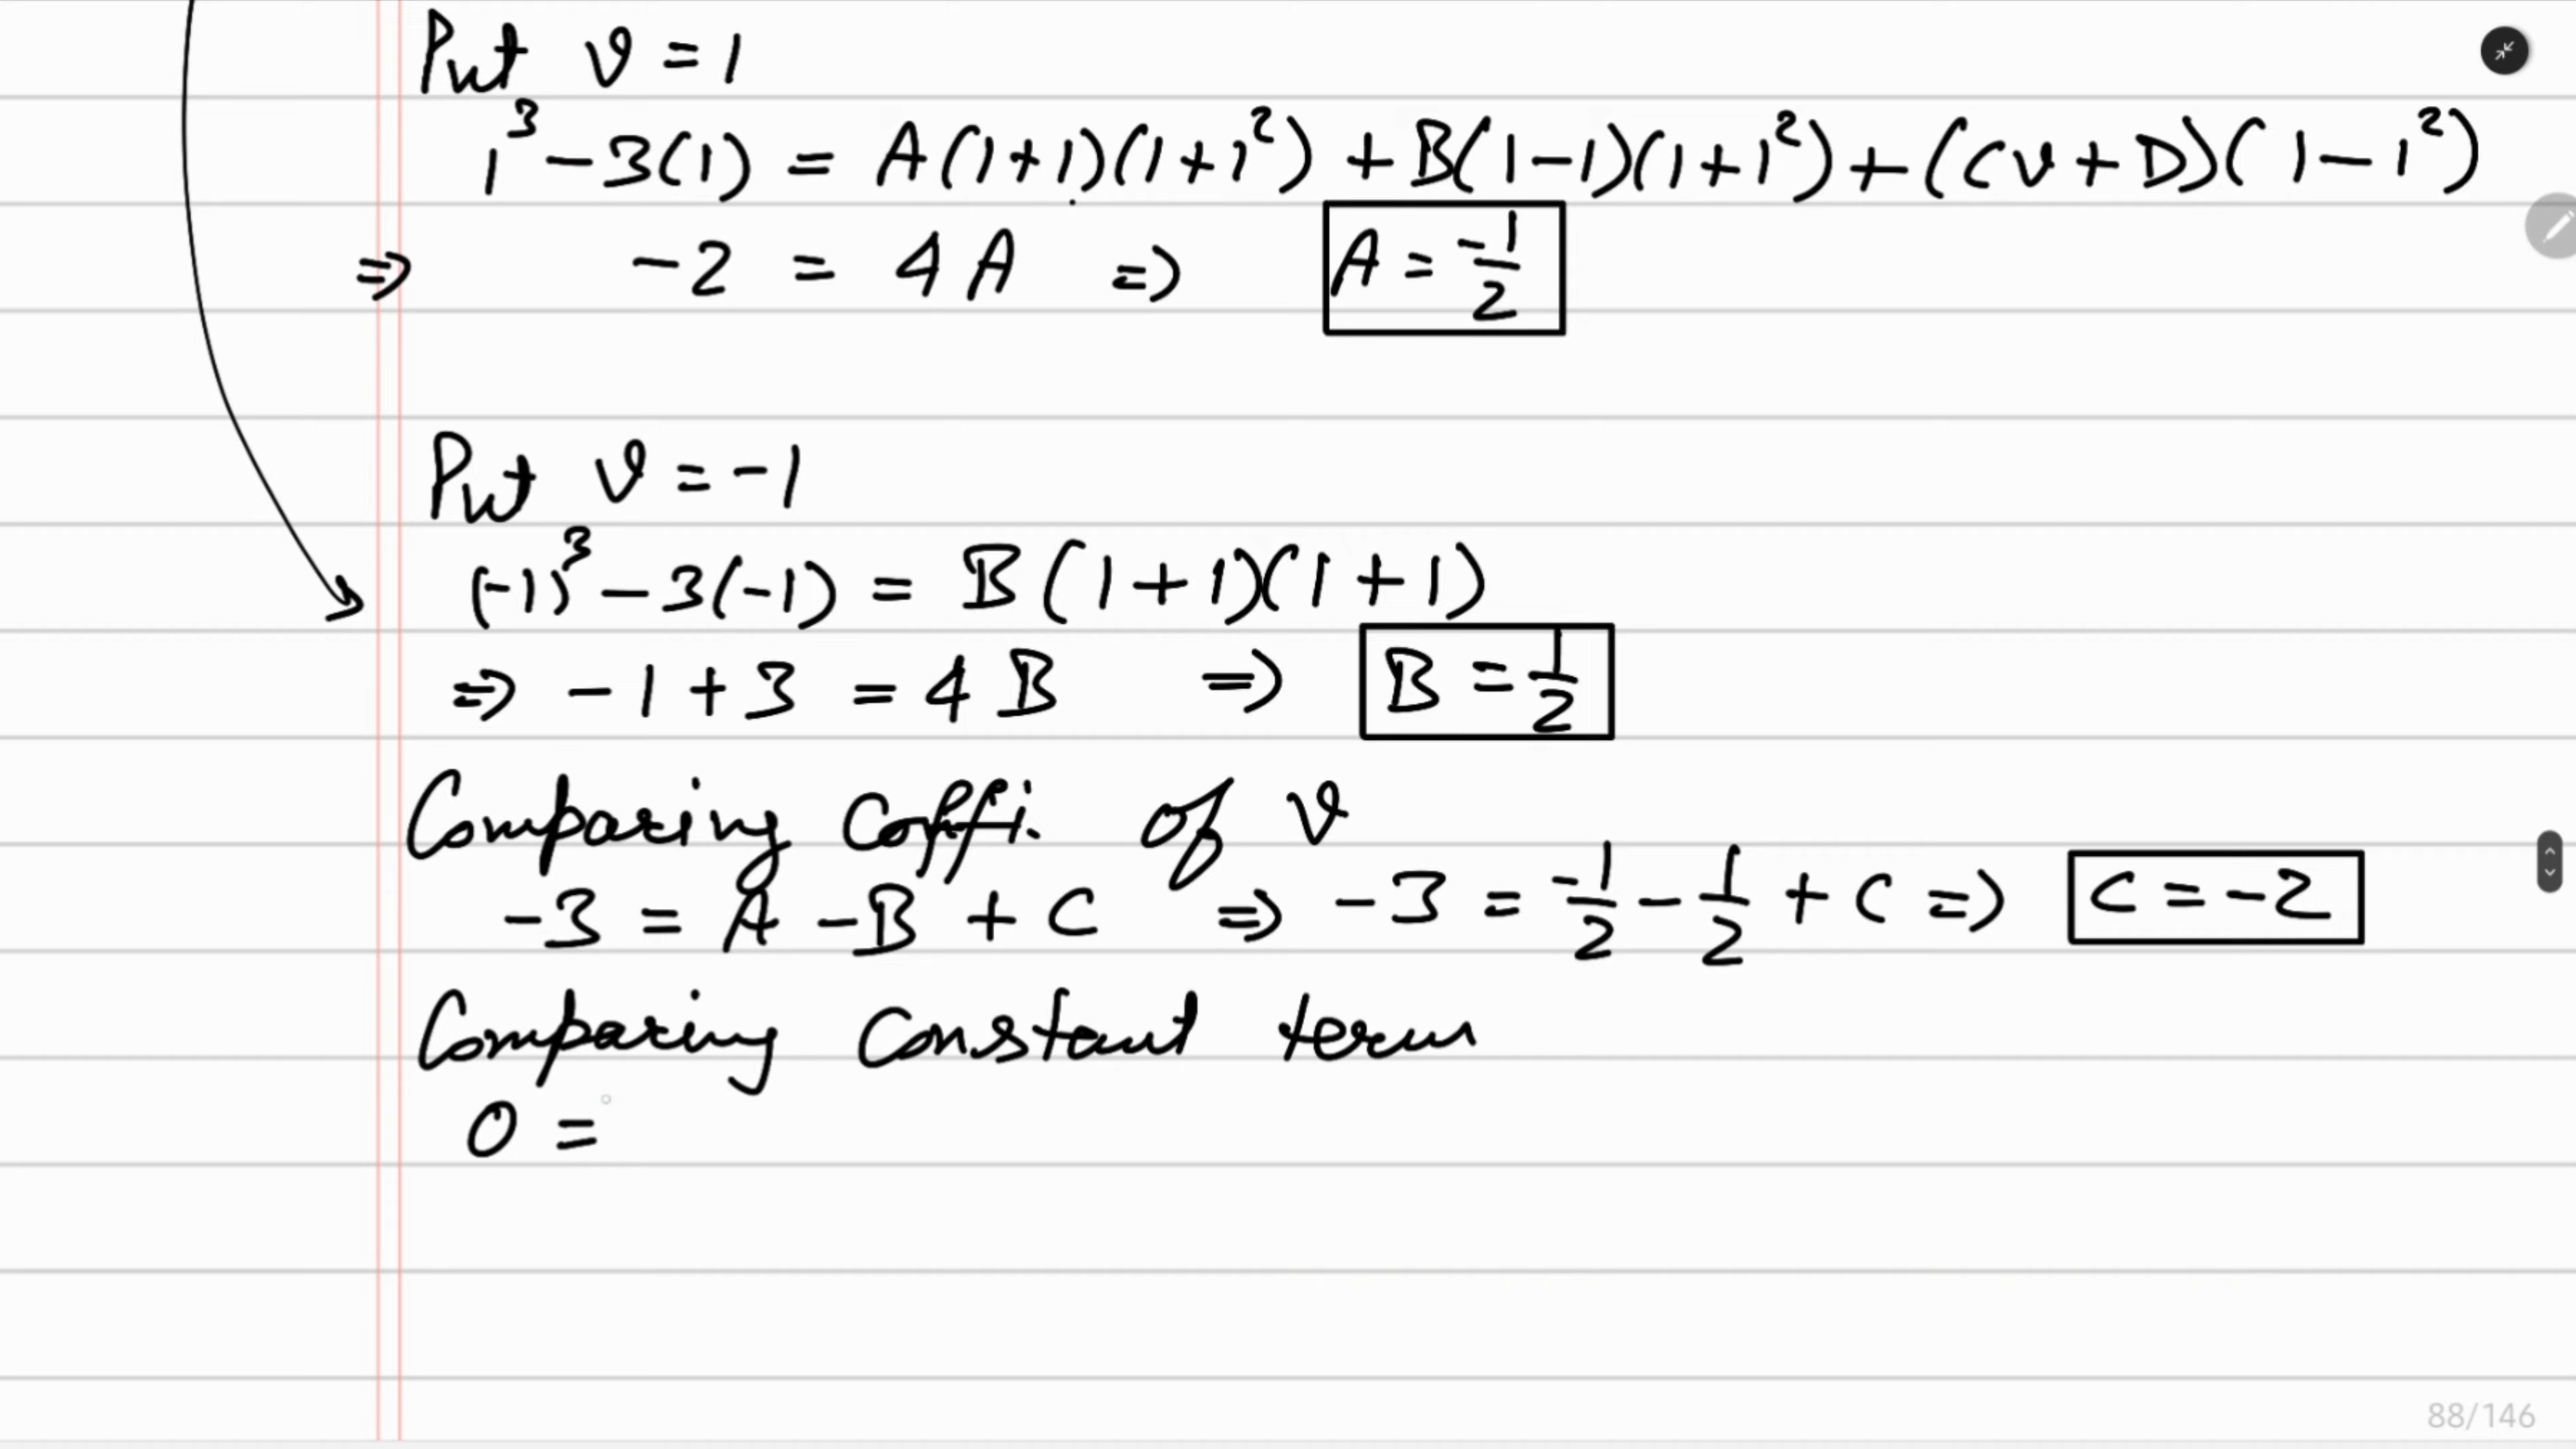 Put v = 1
1³ - 3(1) = A(1+1)(1+1²) + B(1-1)(1+1²) + (Cv + D)(1-1²)
⇒ -2 = 4A ⇒ A = -1/2
Put v = -1
(-1)³ - 3(-1) = B(1+1)(1+1)
⇒ -1+3 = 4B ⇒ B = 1/2
Comparing Coffi. of v
-3 = A - B + C ⇒ -3 = -1/2 - 1/2 + C ⇒ C = -2
Comparing Constant term
0 =
88/146